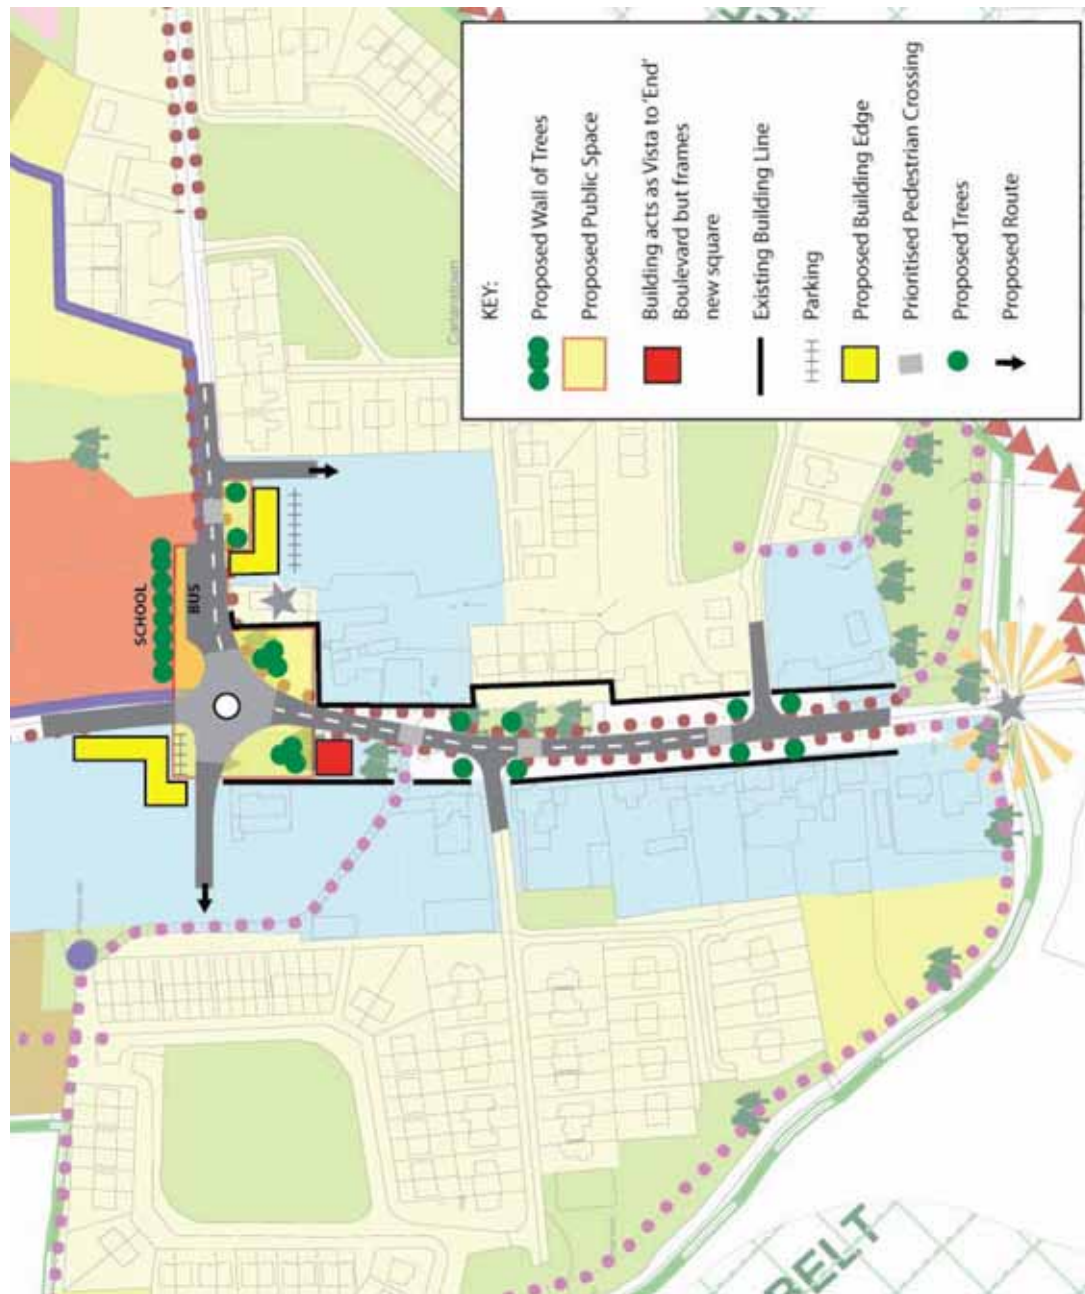 KEY:
Proposed Wall of Trees
Proposed Public Space
Building acts as Vista to 'End'
Boulevard but frames
new square
Existing Building Line
Parking
Proposed Building Edge
Prioritised Pedestrian Crossing
Proposed Trees
Proposed Route
SCHOOL
BUS
BELT